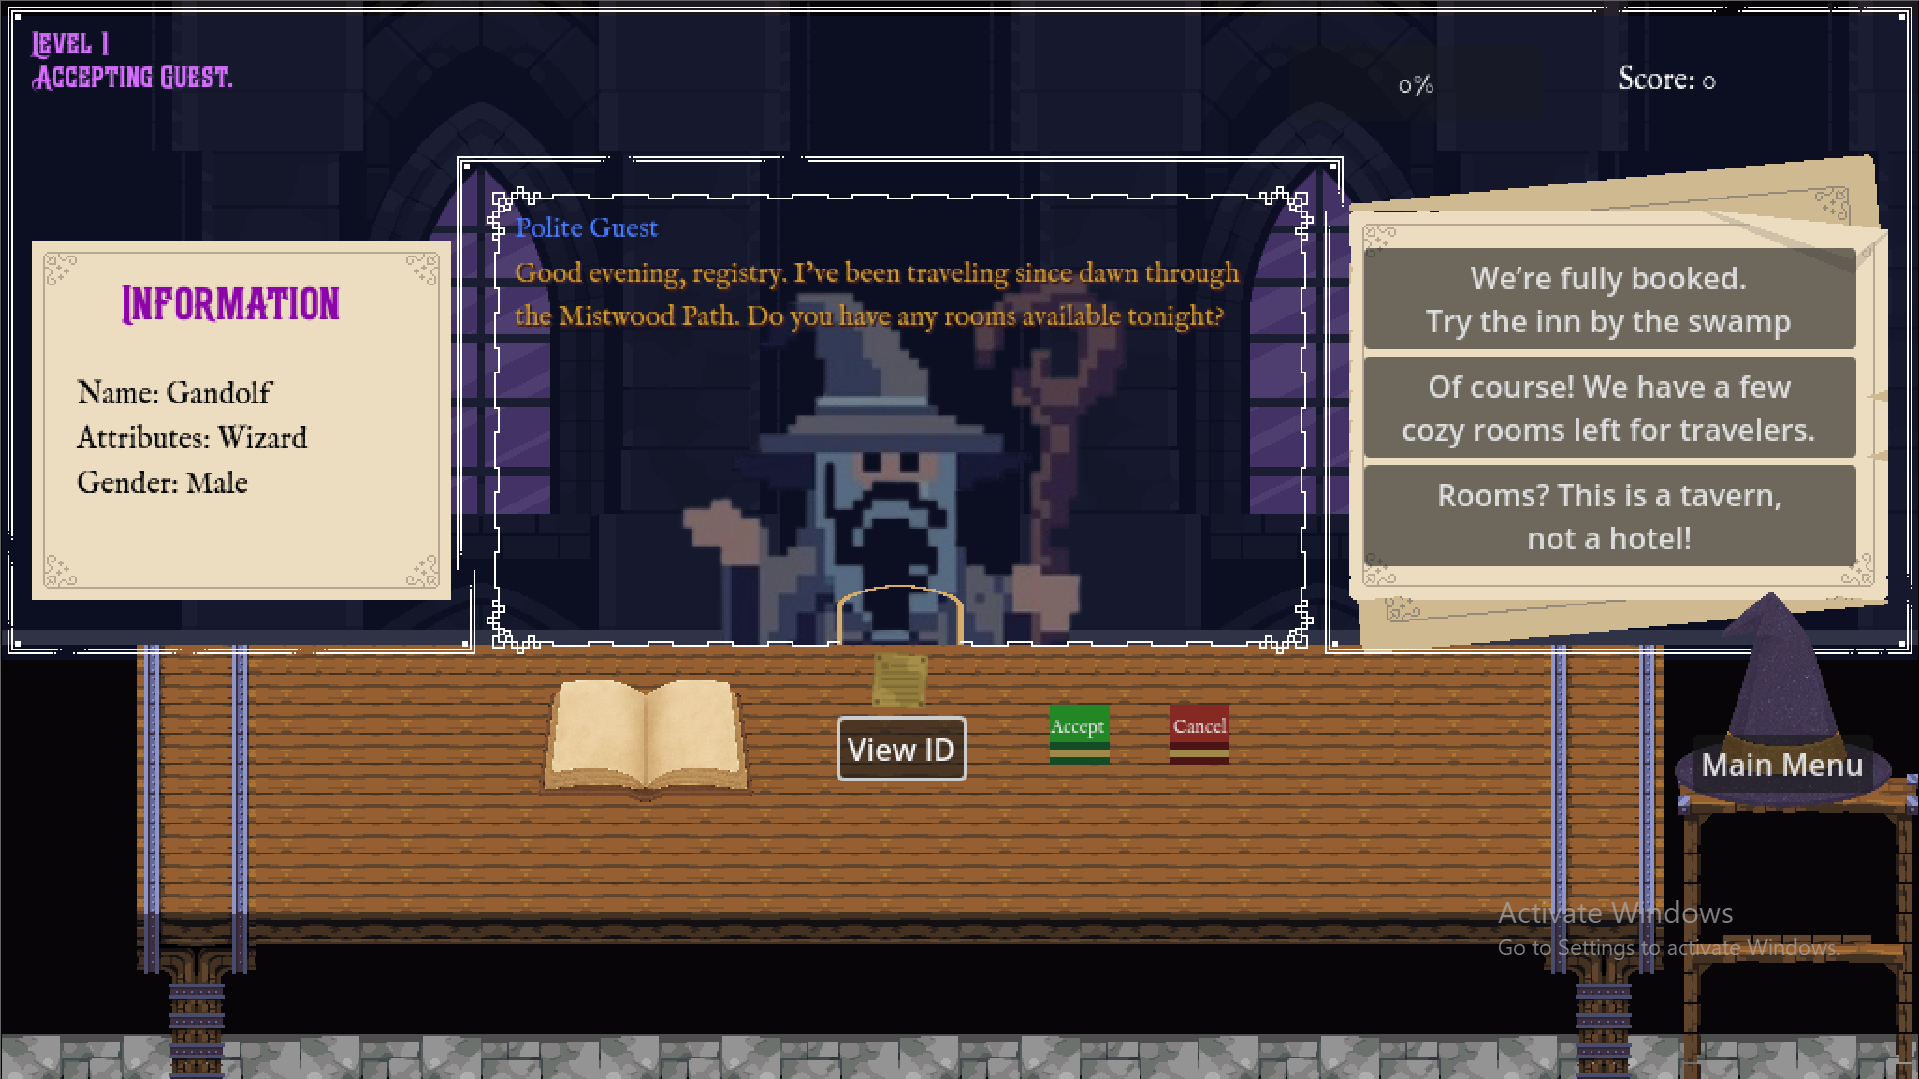 Level 1
Accepting Guest.
0%
Score: 0
Polite Guest
Good evening, registry. I've been traveling since dawn through
the Mistwood Path. Do you have any rooms available tonight?
Information
Name: Gandolf
Attributes: Wizard
Gender: Male
We're fully booked.
Try the inn by the swamp
Of course! We have a few
cozy rooms left for travelers.
Rooms? This is a tavern,
not a hotel!
View ID
Accept
Cancel
Main Menu
Activate Windows
Go to Settings to activate Windows.